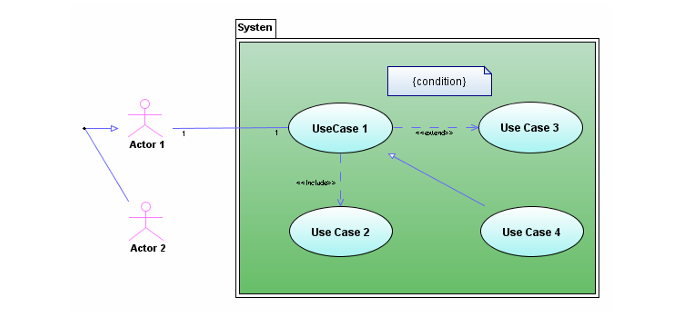 Systen
{condition}
UseCase 1
Use Case 3
<<extend>>
1
1
Actor 1
<<include>>
Use Case 2
Use Case 4
Actor 2